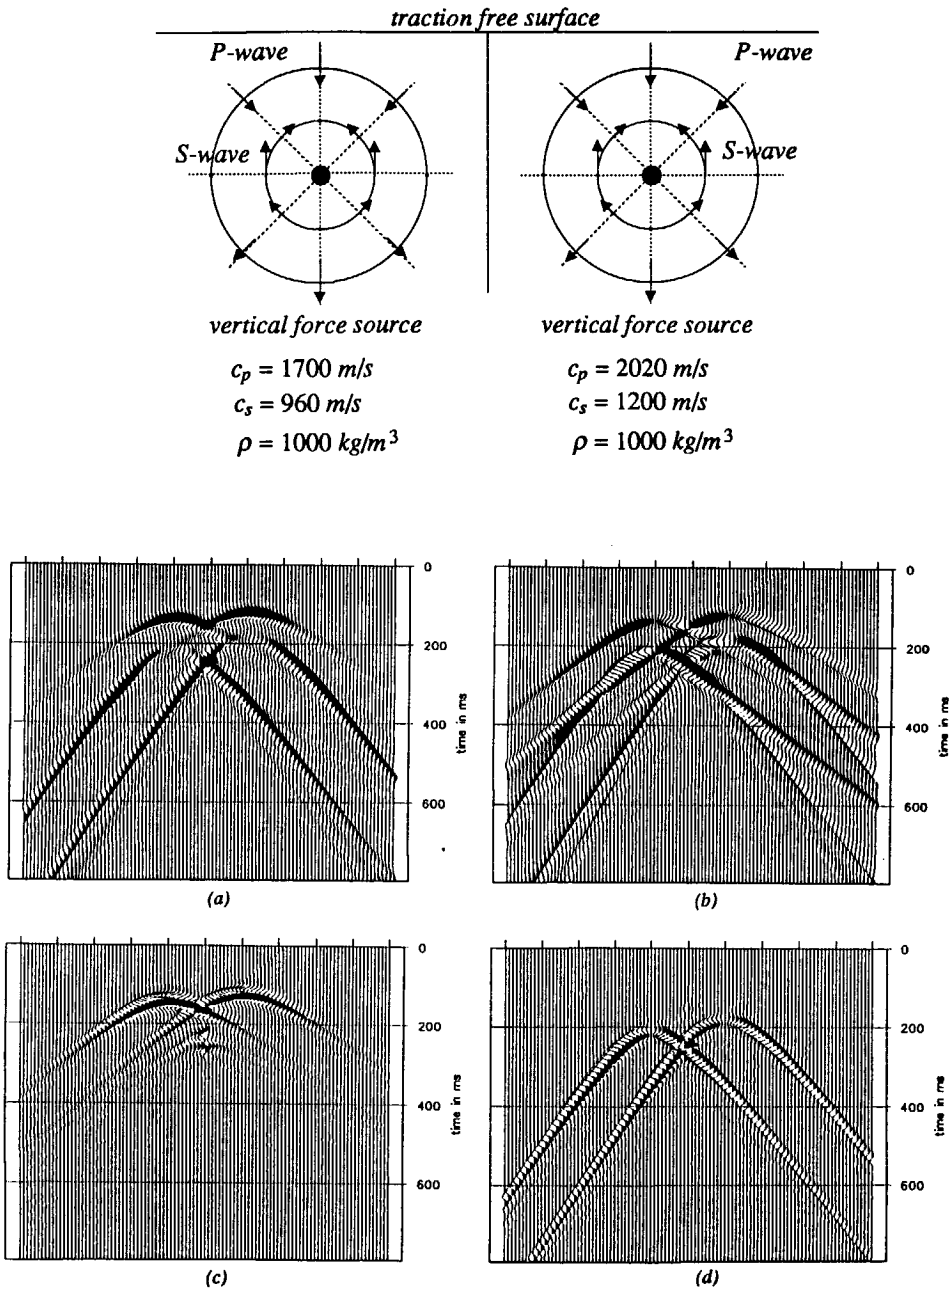 traction free surface
P-wave P-wave
S-wave S-wave
vertical force source vertical force source
c_p = 1700 m/s c_p = 2020 m/s
c_s = 960 m/s c_s = 1200 m/s
ρ = 1000 kg/m³ ρ = 1000 kg/m³
0
200
400
600
time in ms
(a)
0
200
400
600
time in ms
(b)
0
200
400
600
time in ms
(c)
0
200
400
600
time in ms
(d)